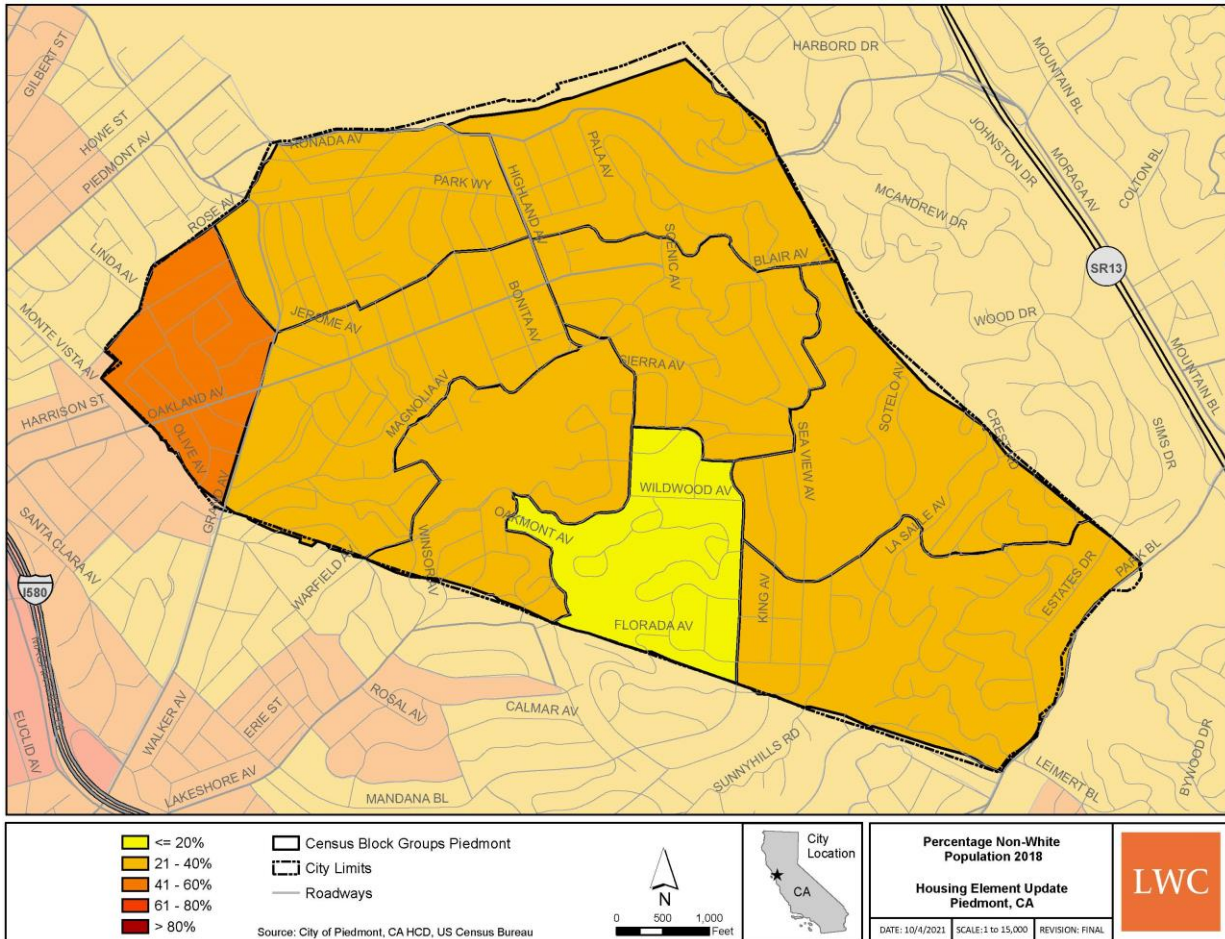 GILBERT ST
HARBORD DR
MOUNTAIN BL
HOWE ST
PIEDMONT AV
JOHNSTON DR
MORAGA AV
COLTON BL
PALA AV
PARK WY
HIGHLAND AV
MCANDREW DR
ROSE AV
LINDA AV
SCENIC AV
BLAIR AV
SR13
BONITA AV
JEROME AV
WOOD DR
MONTE VISTA AV
MOUNTAIN BL
SIERRA AV
MAGNOLIA AV
SOTELO AV
OAKLAND AV
HARRISON ST
OLIVE AV
SEA VIEW AV
SIMS DR
WILDWOOD AV
GRAND AV
OAKMONT AV
LA SALLE AV
SANTA CLARA AV
WINSOR AV
PARK BL
I580
ESTATES DR
KING AV
FLORADA AV
ROSAL AV
WALKER AV
ERIE ST
CALMAR AV
EUCLID AV
SUNNYHILLS RD
BYWOOD DR
LEIMERT BL
LAKESHORE AV
MANDANA BL
<= 20%
21 - 40%
41 - 60%
61 - 80%
> 80%
Census Block Groups Piedmont
City Limits
Roadways
Source: City of Piedmont, CA HCD, US Census Bureau
N
0 500 1,000
Feet
City
Location
CA
Percentage Non-White
Population 2018
Housing Element Update
Piedmont, CA
DATE: 10/4/2021 SCALE:1 to 15,000 REVISION: FINAL
LWC